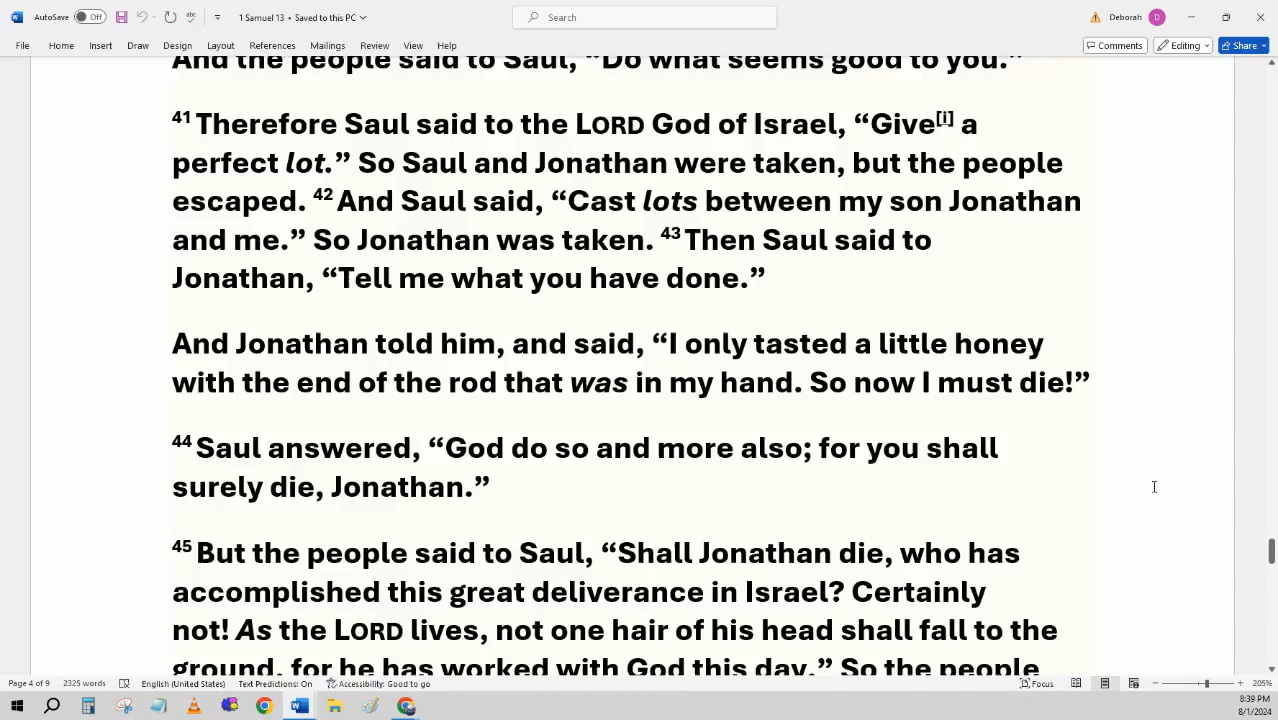 AutoSave Off 1 Samuel 13 • Saved to this PC Search Deborah D
File Home Insert Draw Design Layout References Mailings Review View Help Comments Editing Share
And the people said to Saul, “Do what seems good to you.”
41 Therefore Saul said to the LORD God of Israel, “Give[i] a
perfect lot.” So Saul and Jonathan were taken, but the people
escaped. 42 And Saul said, “Cast lots between my son Jonathan
and me.” So Jonathan was taken. 43 Then Saul said to
Jonathan, “Tell me what you have done.”
And Jonathan told him, and said, “I only tasted a little honey
with the end of the rod that was in my hand. So now I must die!”
44 Saul answered, “God do so and more also; for you shall
surely die, Jonathan.”
45 But the people said to Saul, “Shall Jonathan die, who has
accomplished this great deliverance in Israel? Certainly
not! As the LORD lives, not one hair of his head shall fall to the
ground, for he has worked with God this day.” So the people
Page 4 of 9 2325 words English (United States) Text Predictions: On Accessibility: Good to go Focus 205%
8:39 PM
8/1/2024